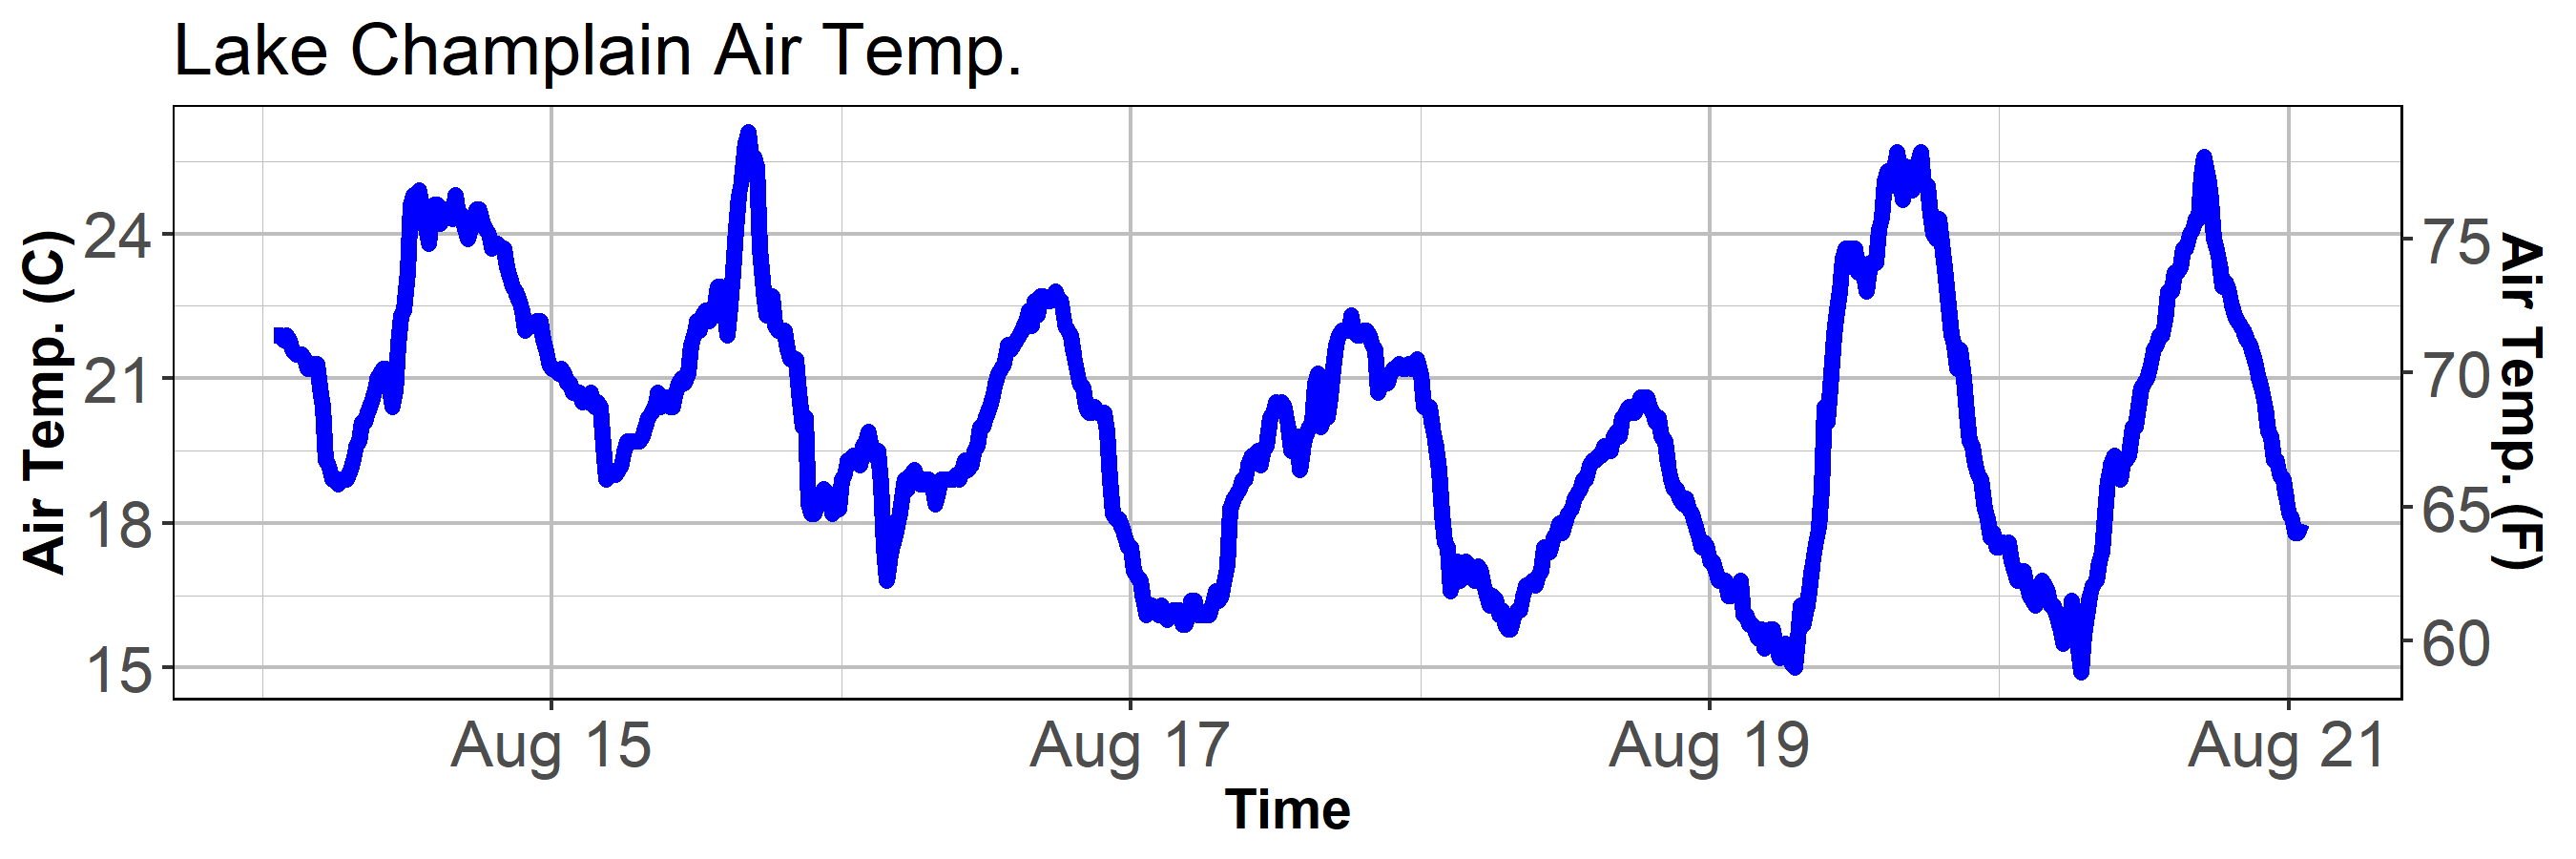 Lake Champlain Air Temp.
Air Temp. (C)
24
21
18
15
75
70
65
60
Air Temp. (F)
Aug 15
Aug 17
Aug 19
Aug 21
Time